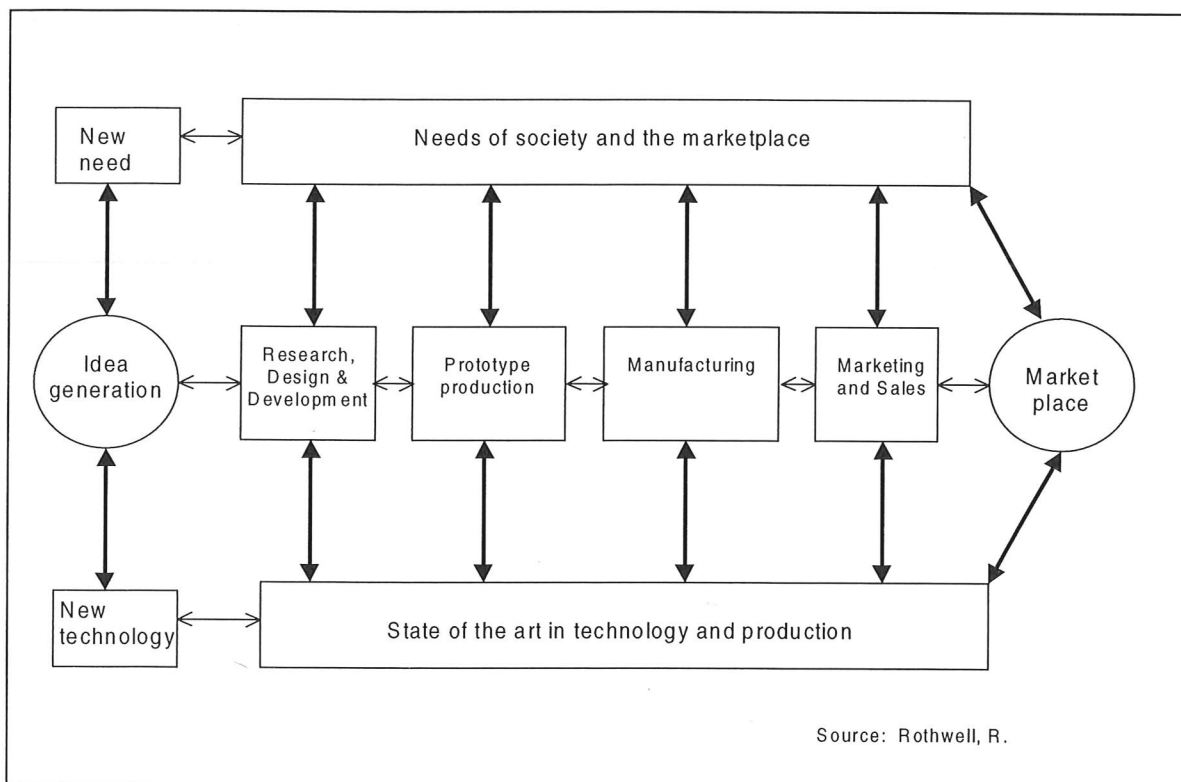 New
need
Needs of society and the marketplace
Idea
generation
Research,
Design &
Development
Prototype
production
Manufacturing
Marketing
and Sales
Market
place
New
technology
State of the art in technology and production
Source: Rothwell, R.